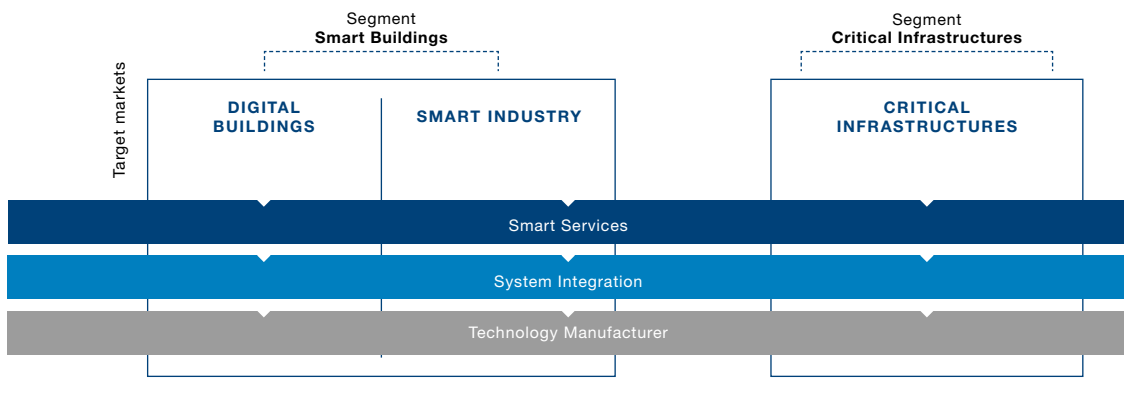 Segment
Smart Buildings
Segment
Critical Infrastructures
Target markets
DIGITAL
BUILDINGS
SMART INDUSTRY
CRITICAL
INFRASTRUCTURES
Smart Services
System Integration
Technology Manufacturer